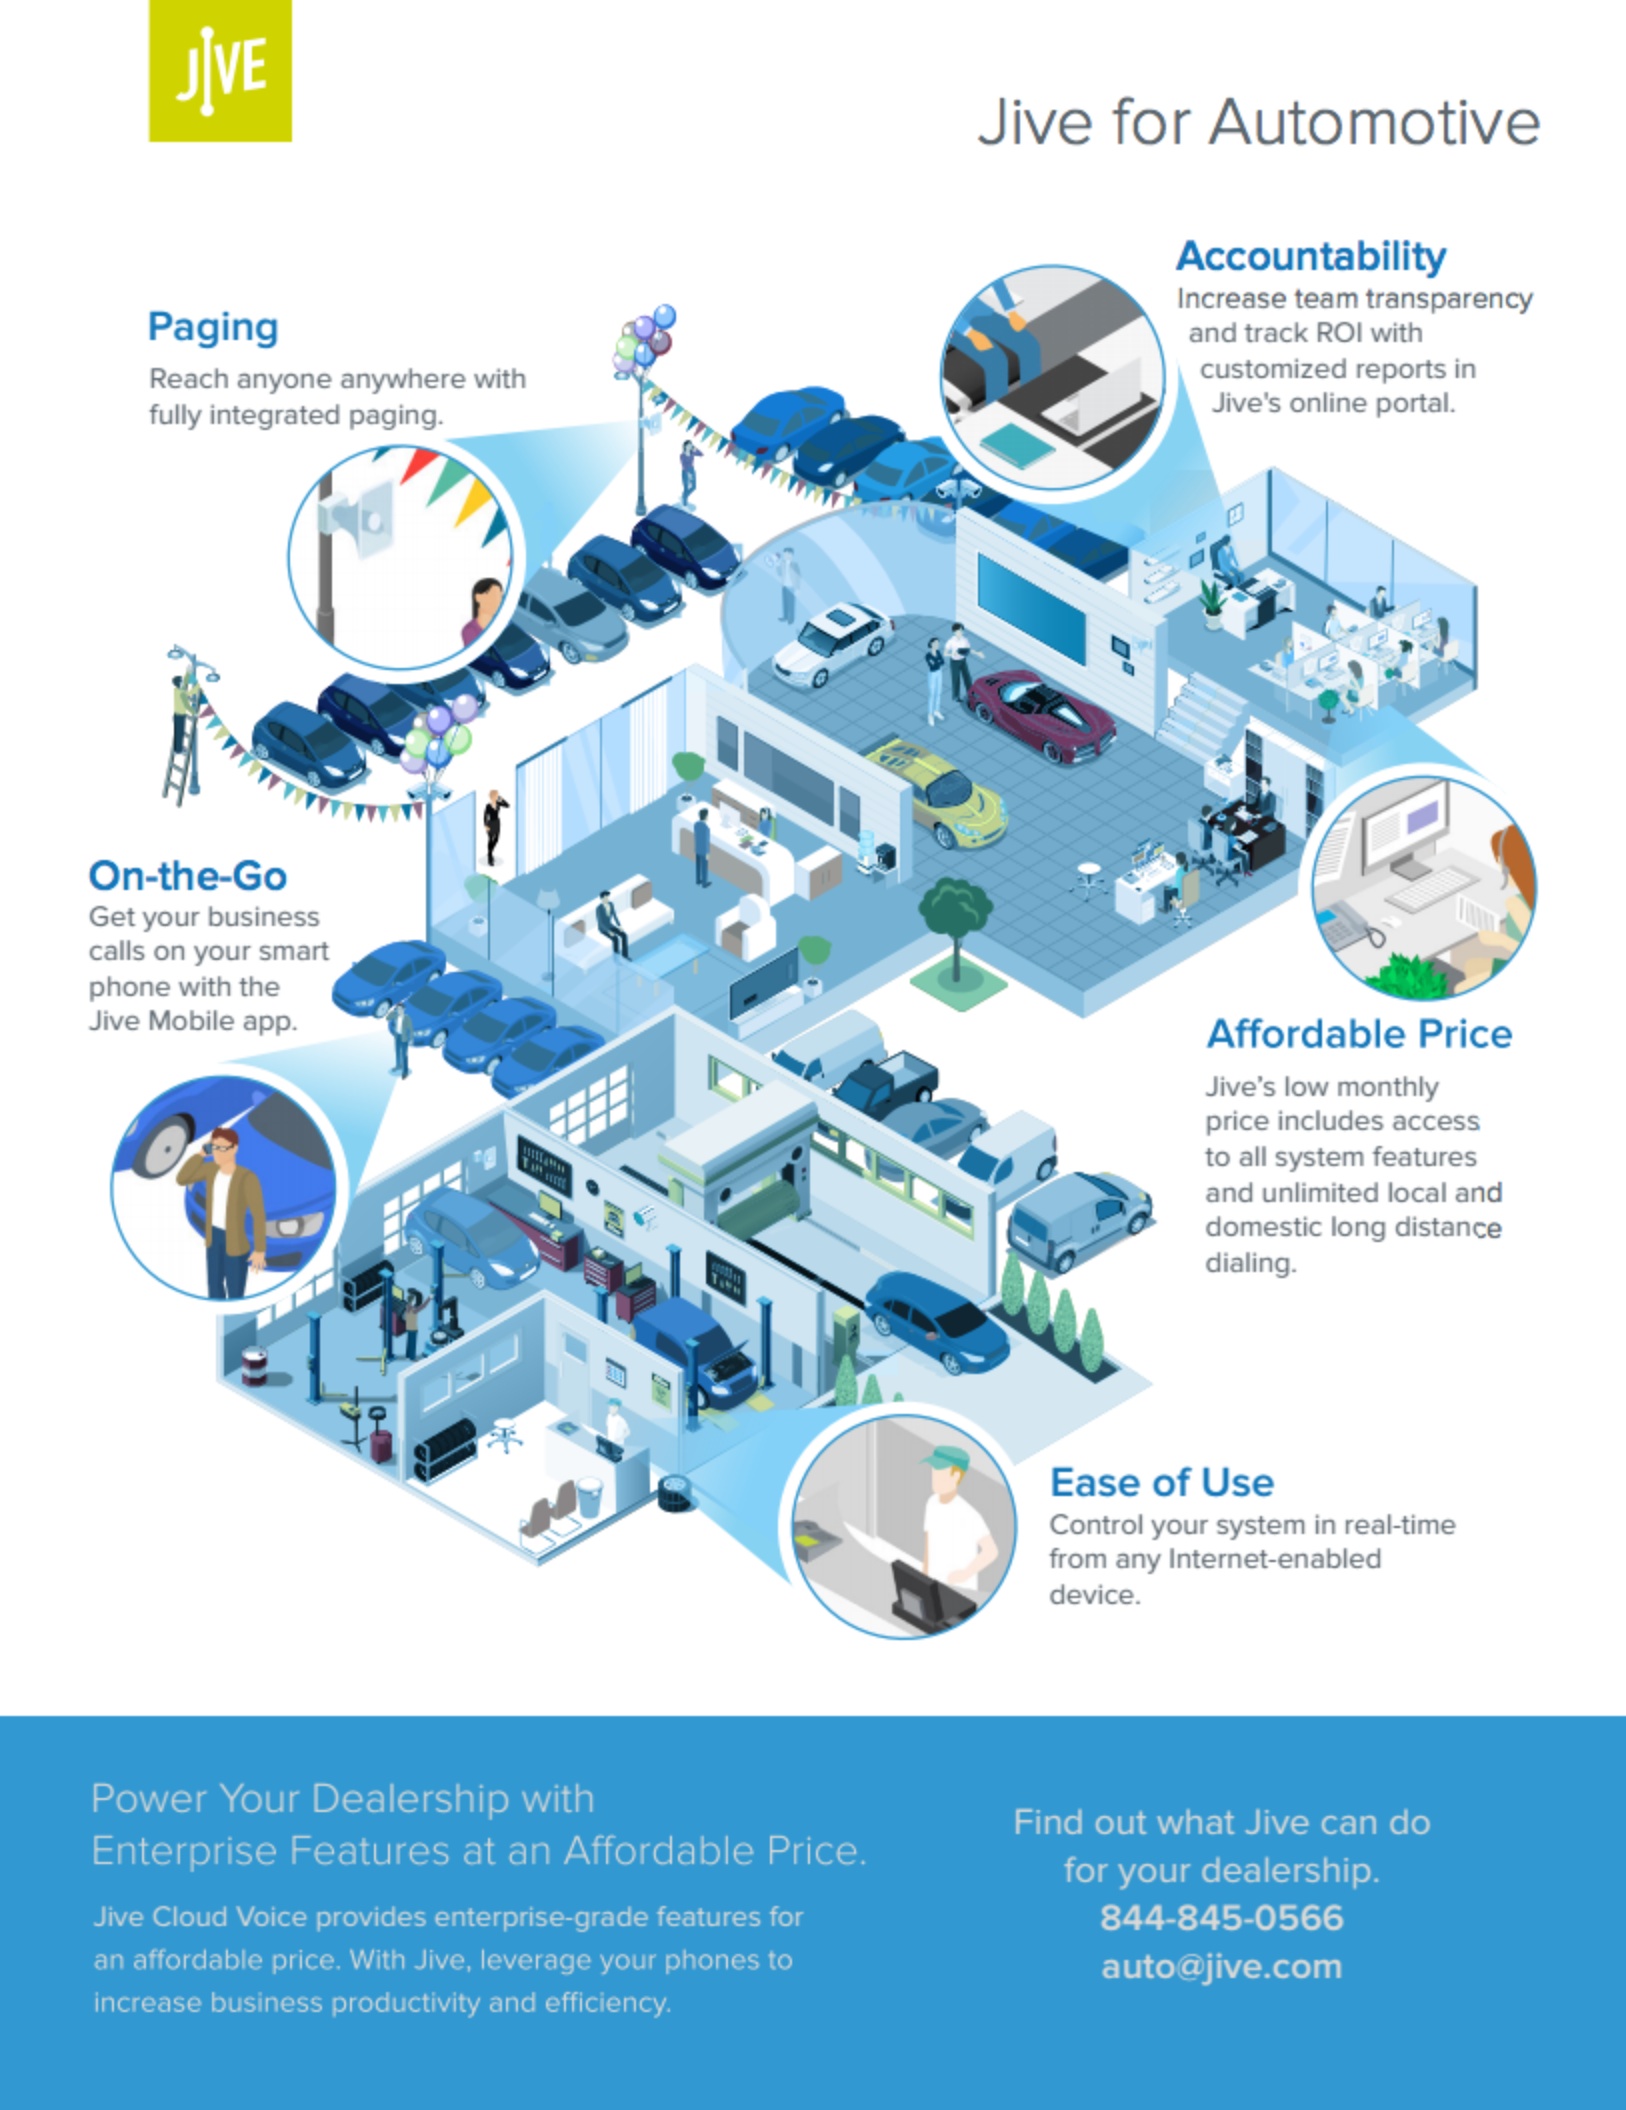 JIVE
Jive for Automotive
Accountability
Increase team transparency
and track ROI with
customized reports in
Jive's online portal.
Paging
Reach anyone anywhere with
fully integrated paging.
On-the-Go
Get your business
calls on your smart
phone with the
Jive Mobile app.
Affordable Price
Jive's low monthly
price includes access
to all system features
and unlimited local and
domestic long distance
dialing.
Ease of Use
Control your system in real-time
from any Internet-enabled
device.
Power Your Dealership with
Enterprise Features at an Affordable Price.
Jive Cloud Voice provides enterprise-grade features for
an affordable price. With Jive, leverage your phones to
increase business productivity and efficiency.
Find out what Jive can do
for your dealership.
844-845-0566
auto@jive.com